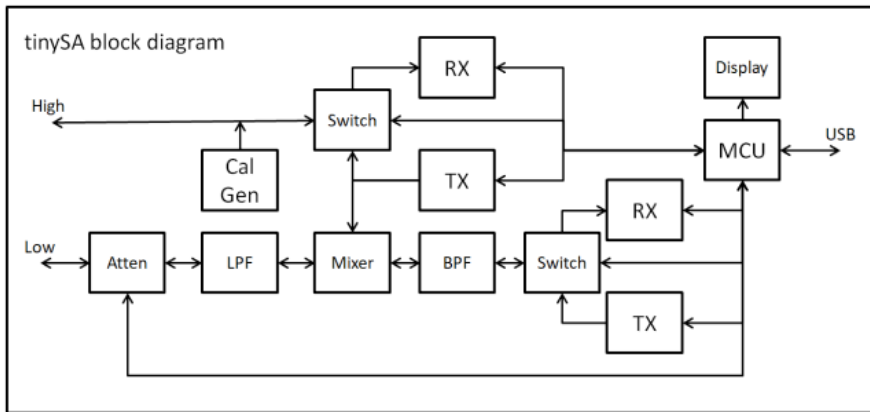 tinySA block diagram
RX
Display
High
Switch
USB
MCU
Cal
Gen
TX
RX
Low
Atten
LPF
Mixer
BPF
Switch
TX